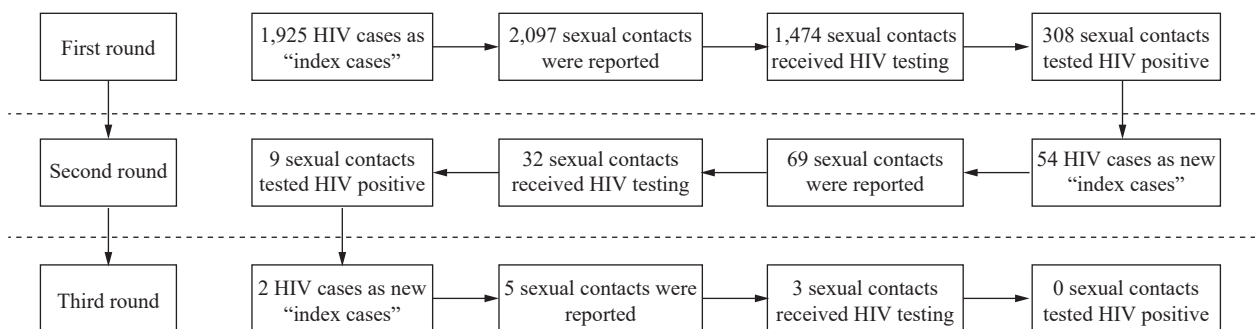 First round
1,925 HIV cases as
“index cases”
2,097 sexual contacts
were reported
1,474 sexual contacts
received HIV testing
308 sexual contacts
tested HIV positive
Second round
9 sexual contacts
tested HIV positive
32 sexual contacts
received HIV testing
69 sexual contacts
were reported
54 HIV cases as new
“index cases”
Third round
2 HIV cases as new
“index cases”
5 sexual contacts were
reported
3 sexual contacts
received HIV testing
0 sexual contacts
tested HIV positive